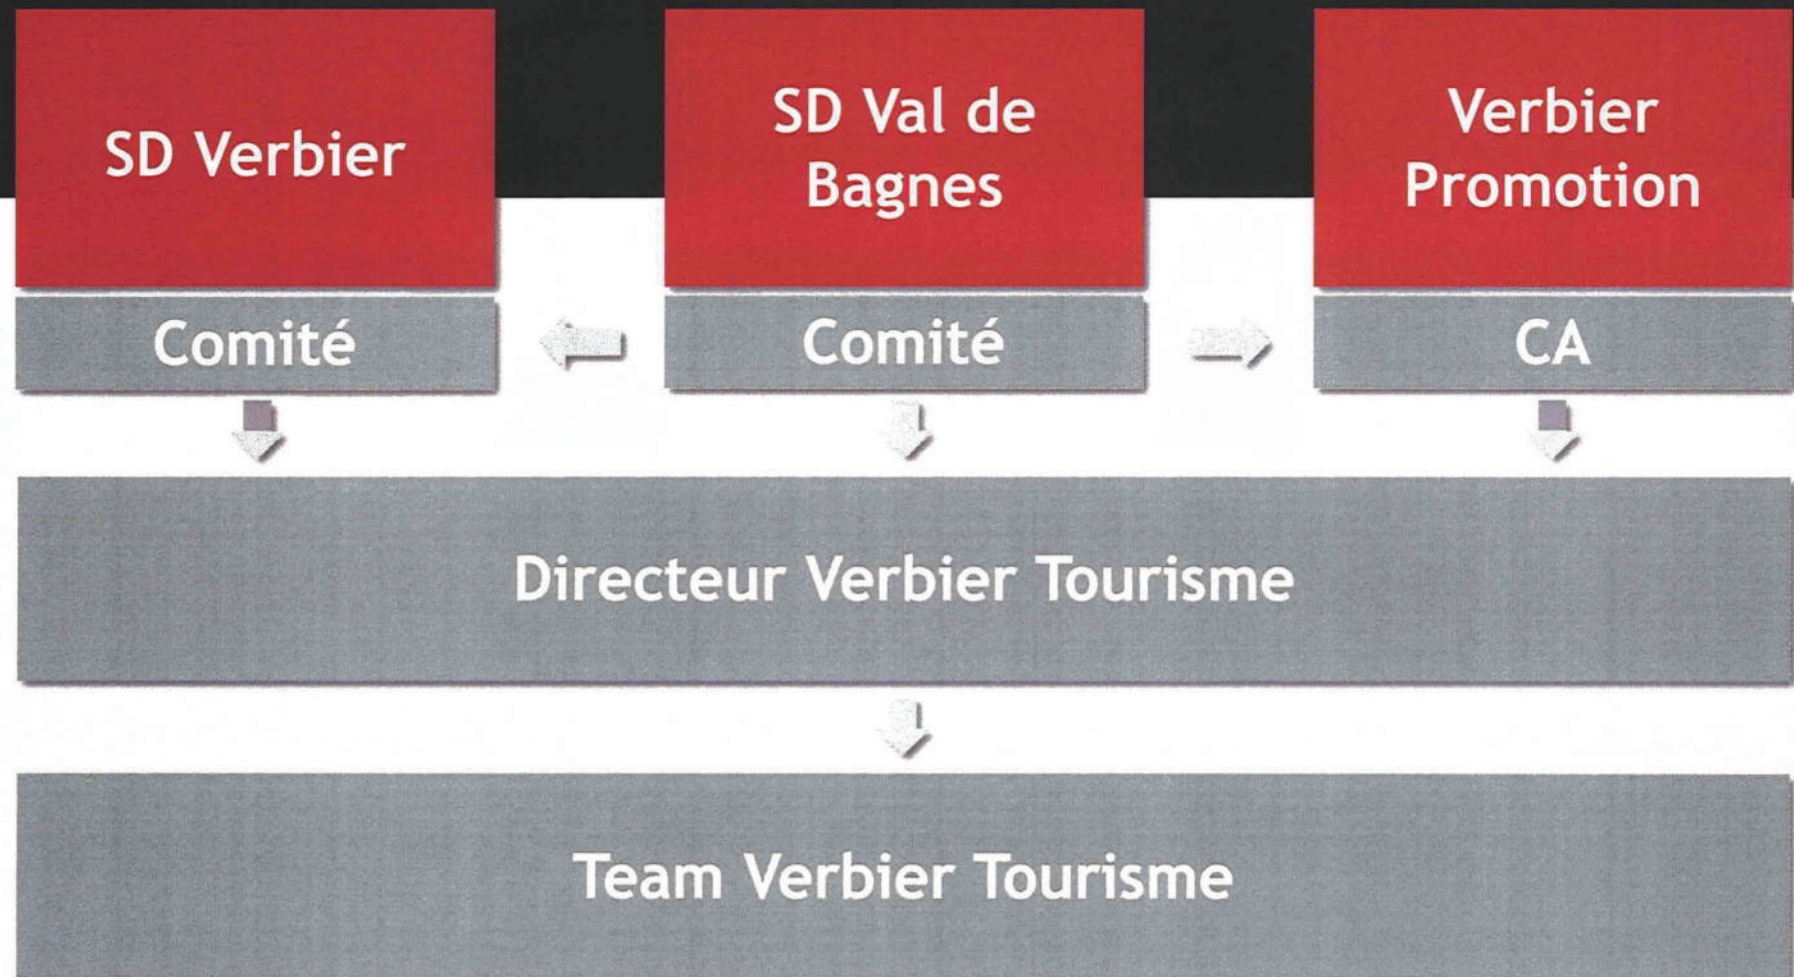 SD Verbier
SD Val de
Bagnes
Verbier
Promotion
Comité
Comité
CA
Directeur Verbier Tourisme
Team Verbier Tourisme